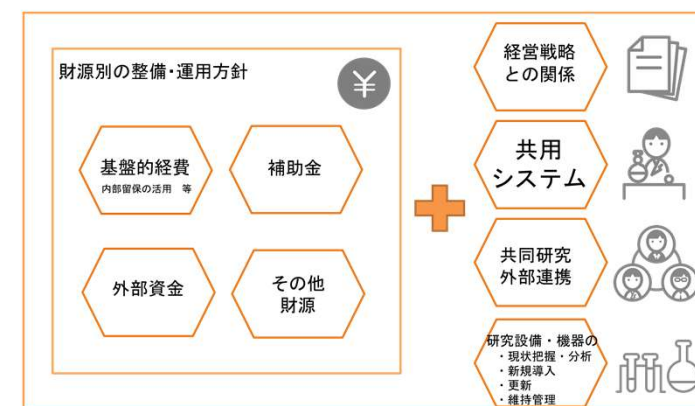 財源別の整備・運用方針
¥
基盤的経費
内部留保の活用　等
補助金
外部資金
その他
財源
経営戦略
との関係
共用
システム
共同研究
外部連携
研究設備・機器の
・現状把握・分析
・新規導入
・更新
・維持管理